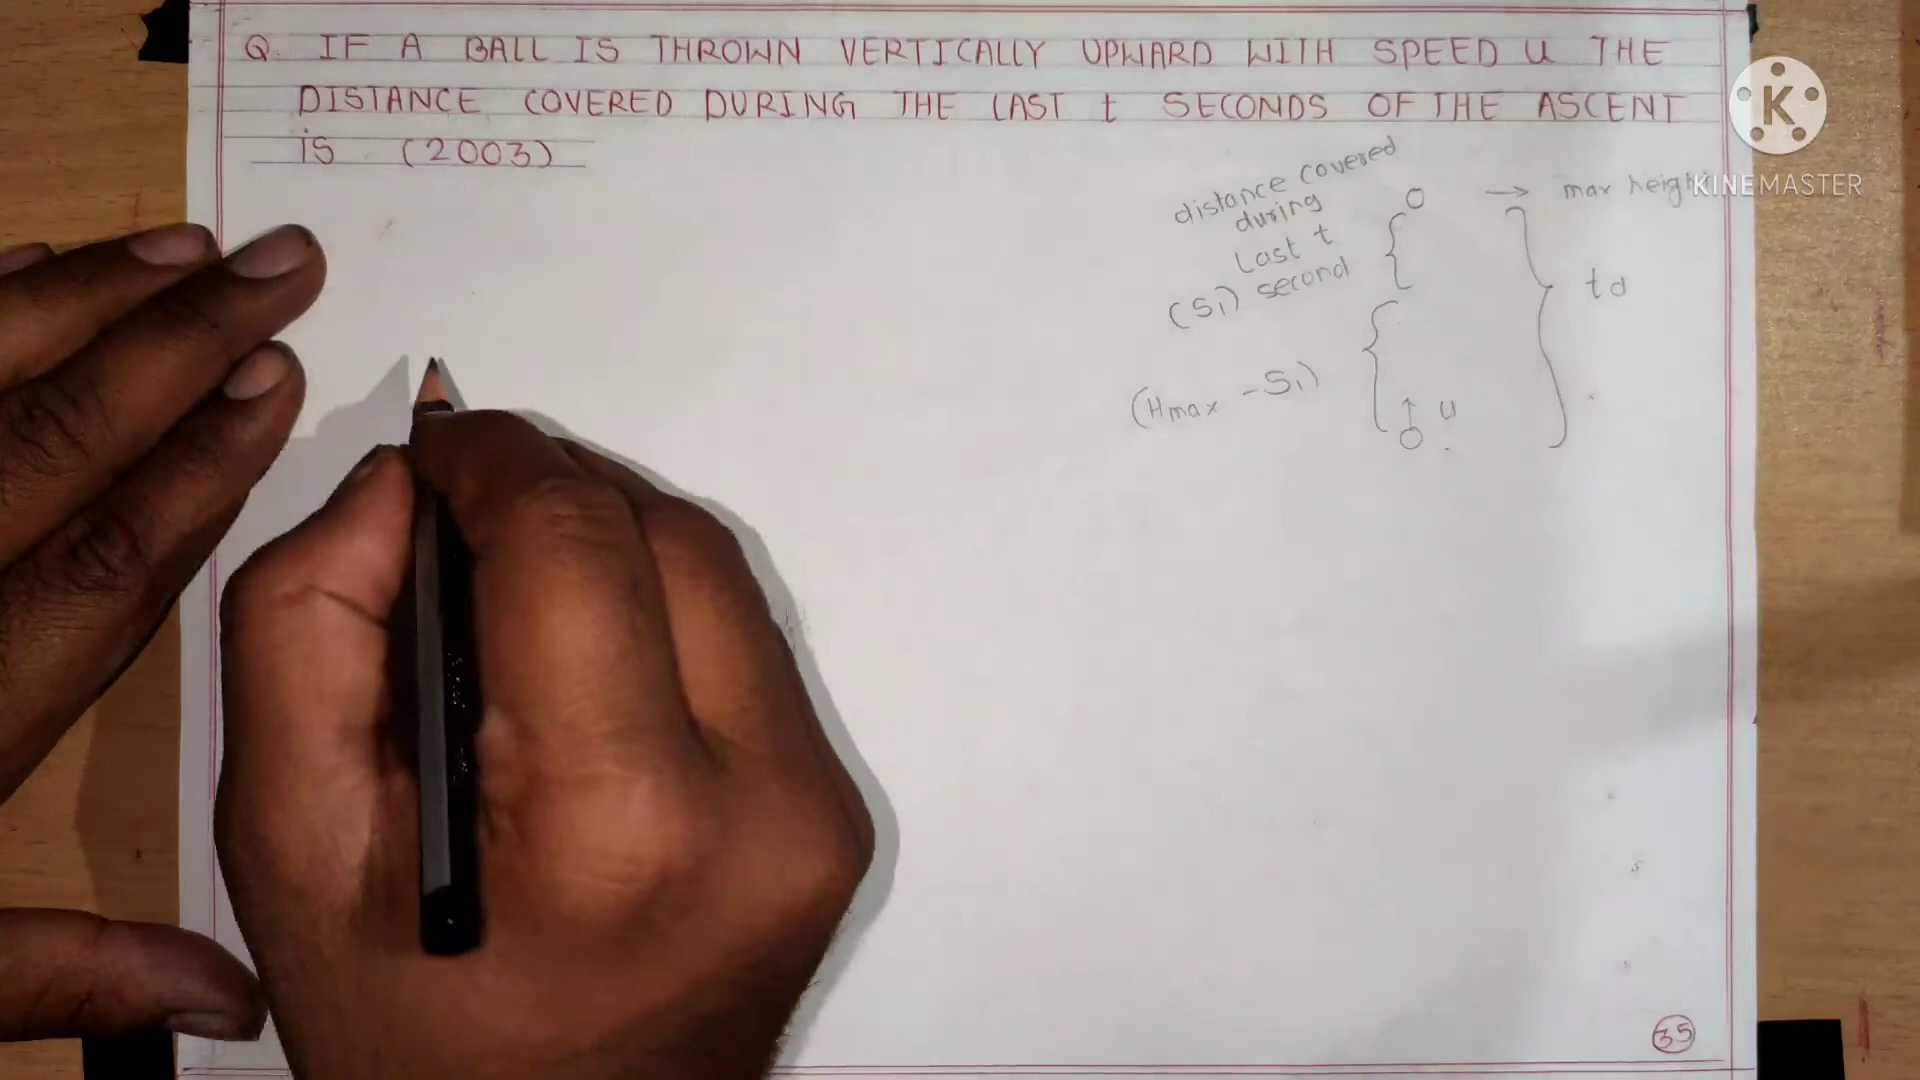 Q. IF A BALL IS THROWN VERTICALLY UPWARD WITH SPEED U THE
DISTANCE COVERED DURING THE LAST t SECONDS OF THE ASCENT
is (2003)
K
KINEMASTER
distance covered
during
Last t
(S1) second
O → max height
ta
(Hmax - S1)
↑ u
O
35